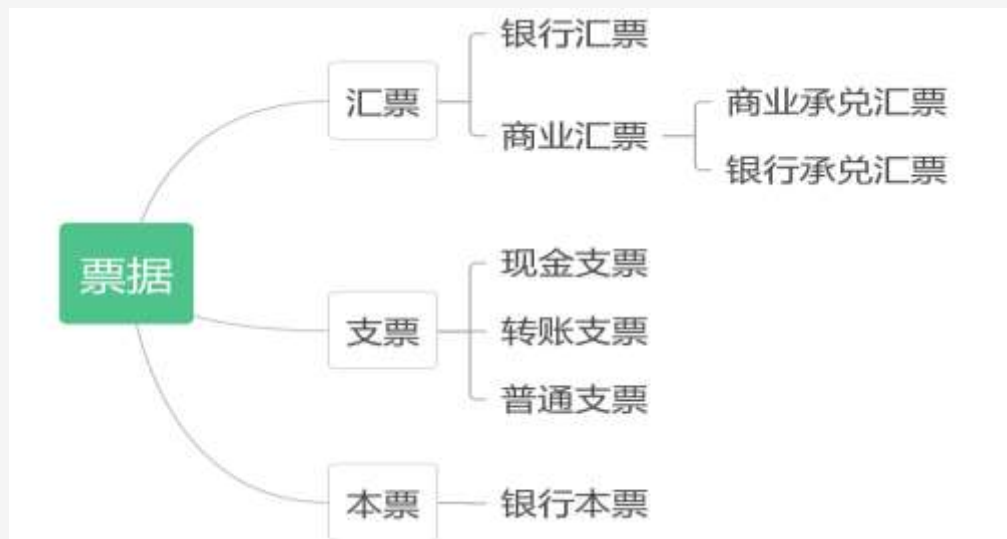 票据
汇票
银行汇票
商业汇票
商业承兑汇票
银行承兑汇票
支票
现金支票
转账支票
普通支票
本票
银行本票